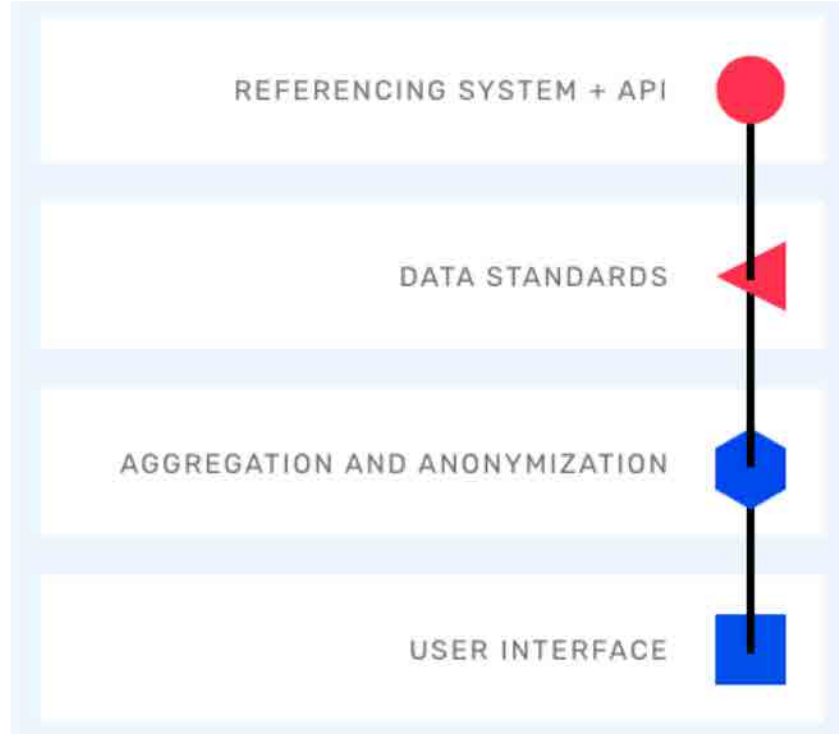 REFERENCING SYSTEM + API
DATA STANDARDS
AGGREGATION AND ANONYMIZATION
USER INTERFACE